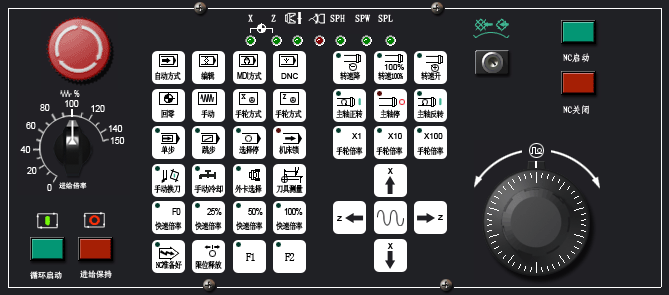 X Z SPH SPW SPL
% 
100
80 120
60 140
40 150
20
0
进给倍率
循环启动 进给保持
自动方式 编辑 MDI方式 DNC
回零 手动 X 手轮方式 Z 手轮方式
单步 跳步 选择停 机床锁
手动换刀 手动冷却 外卡选择 刀具测量
F0 25% 50% 100%
快速倍率 快速倍率 快速倍率 快速倍率
NC准备好 限位释放 F1 F2
100%
转速降 转速100% 转速升
主轴正转 主轴停 主轴反转
X1 X10 X100
手轮倍率 手轮倍率 手轮倍率
X
Z Z
X
NC启动
NC关闭